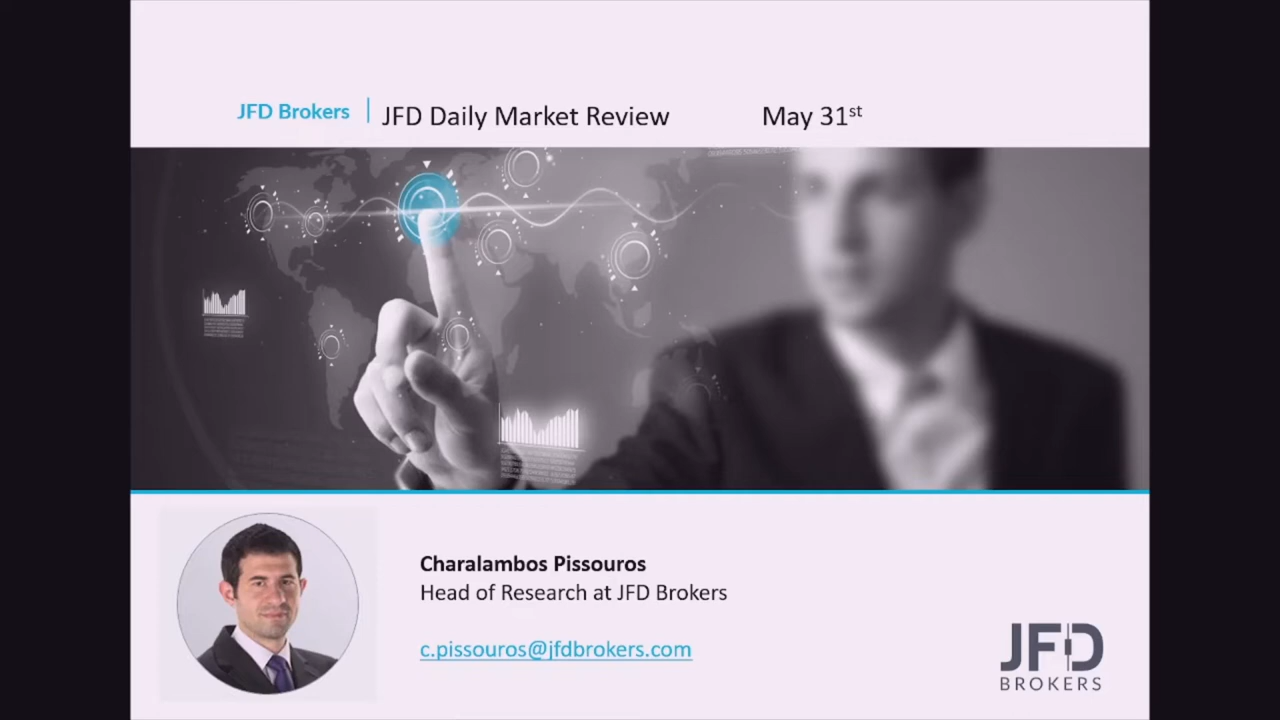 JFD Brokers | JFD Daily Market Review May 31st
Charalambos Pissouros
Head of Research at JFD Brokers
c.pissouros@jfdbrokers.com
JFD
BROKERS